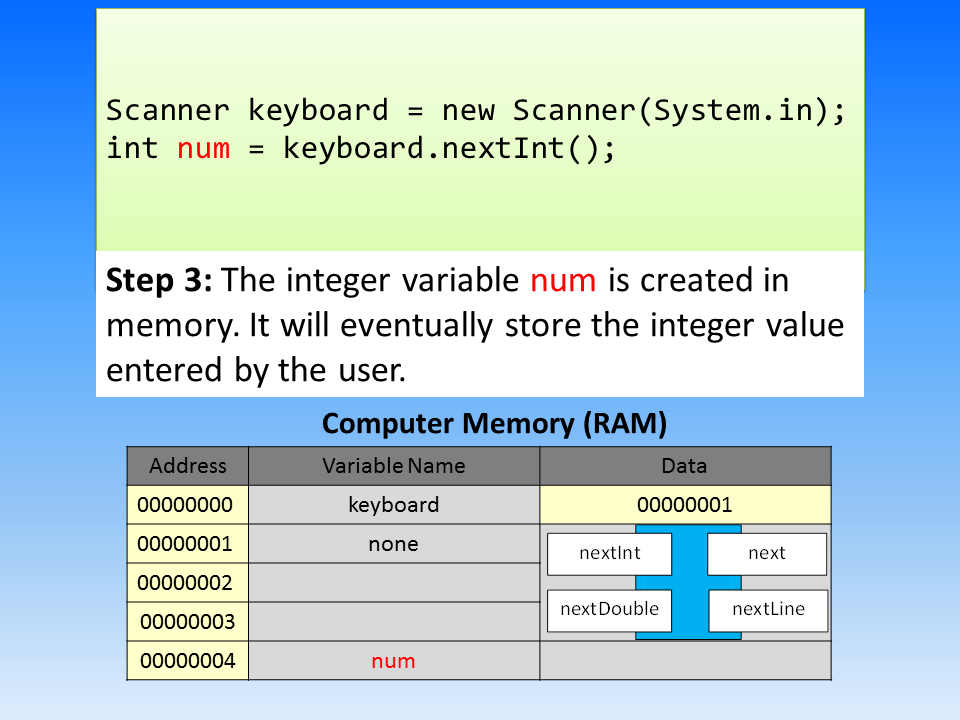 Scanner keyboard = new Scanner(System.in);
int num = keyboard.nextInt();
Step 3: The integer variable num is created in
memory. It will eventually store the integer value
entered by the user.
Computer Memory (RAM)
Address Variable Name Data
00000000 keyboard 00000001
00000001 none nextInt next
00000002
00000003 nextDouble nextLine
00000004 num